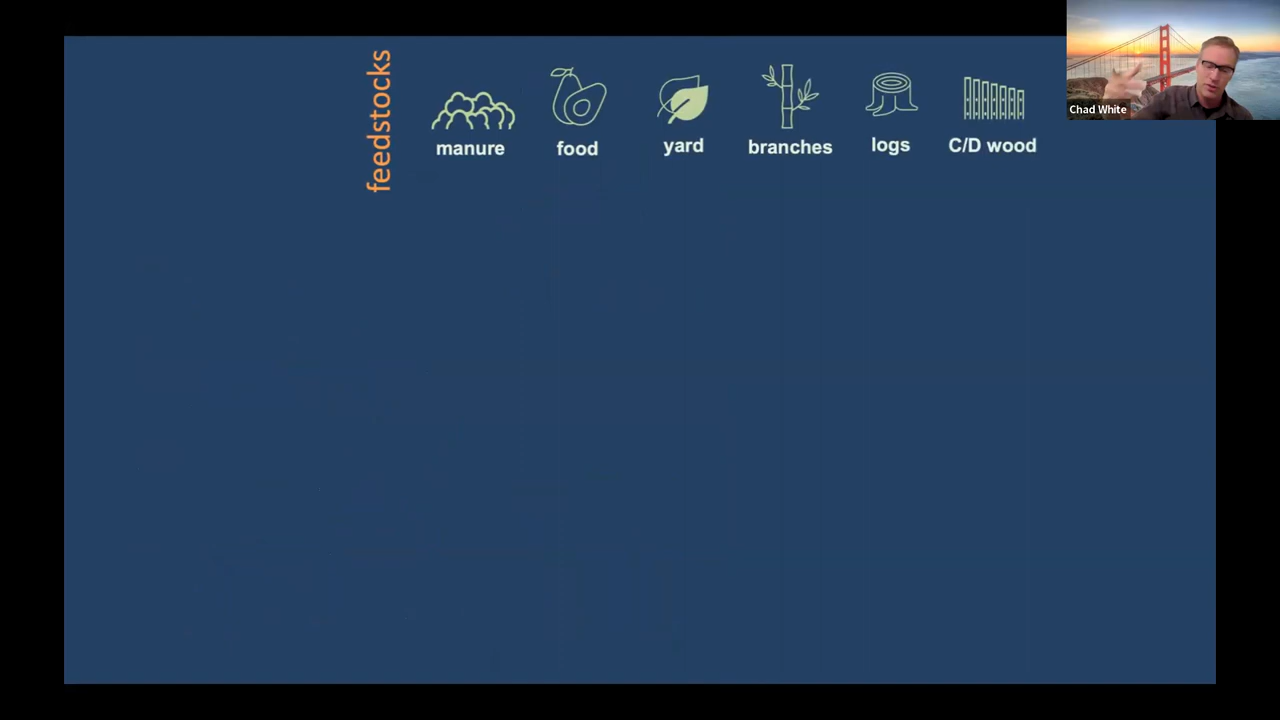 feedstocks
manure
food
yard
branches
logs
C/D wood
Chad White